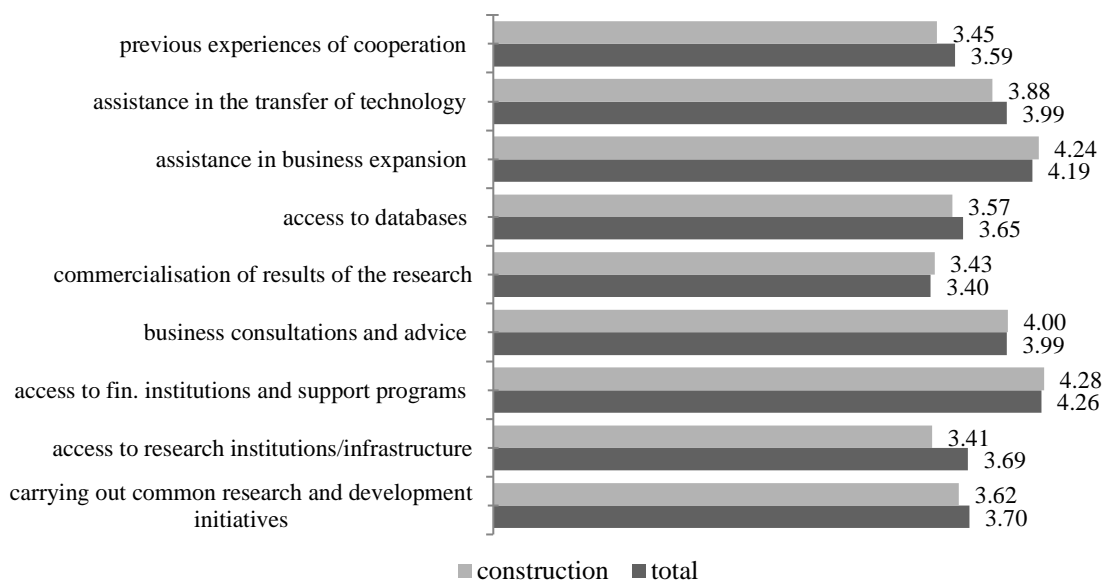 previous experiences of cooperation
3.45
3.59
assistance in the transfer of technology
3.88
3.99
assistance in business expansion
4.24
4.19
access to databases
3.57
3.65
commercialisation of results of the research
3.43
3.40
business consultations and advice
4.00
3.99
access to fin. institutions and support programs
4.28
4.26
access to research institutions/infrastructure
3.41
3.69
carrying out common research and development
initiatives
3.62
3.70
construction total